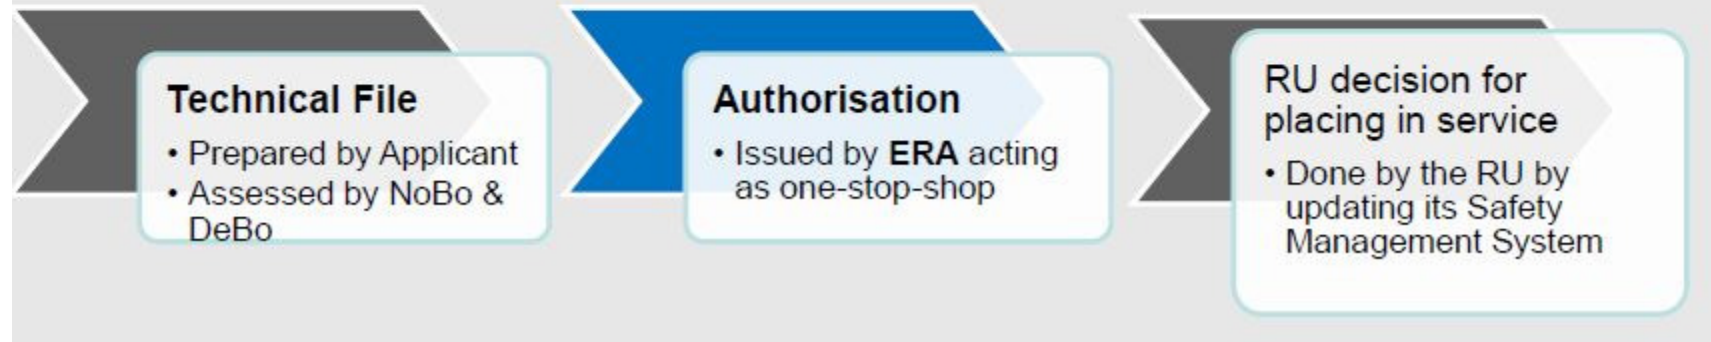 Technical File
• Prepared by Applicant
• Assessed by NoBo &
DeBo
Authorisation
• Issued by ERA acting
as one-stop-shop
RU decision for
placing in service
• Done by the RU by
updating its Safety
Management System